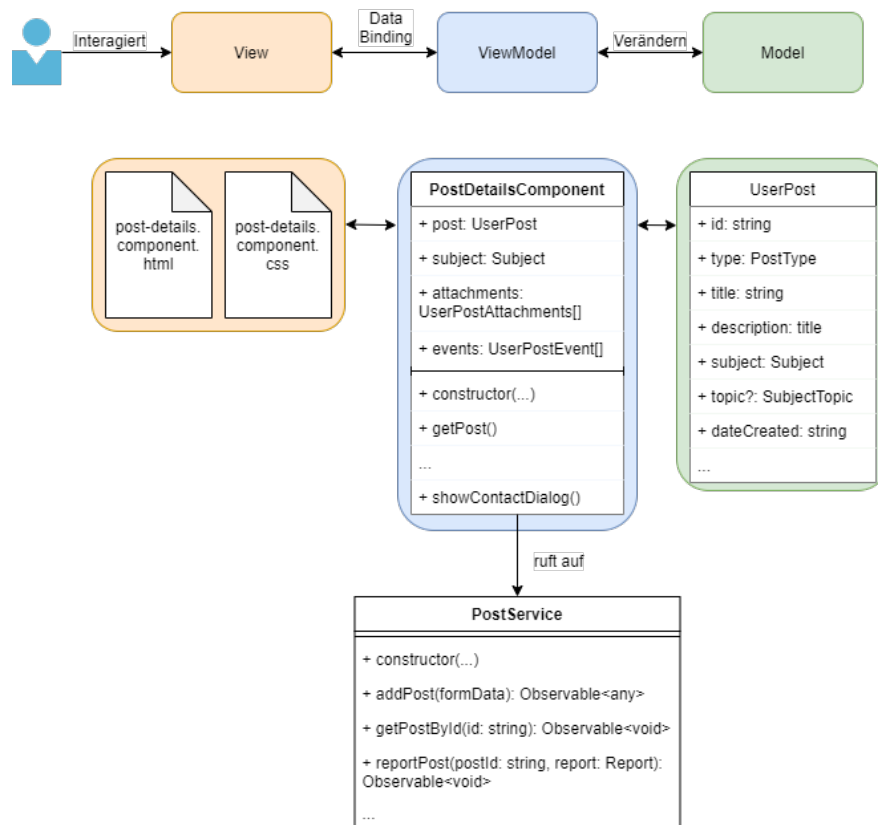 Interagiert
View
Data
Binding
ViewModel
Verändern
Model
post-details.
component.
html
post-details.
component.
css
PostDetailsComponent
+ post: UserPost
+ subject: Subject
+ attachments:
UserPostAttachments[]
+ events: UserPostEvent[]
+ constructor(...)
+ getPost()
...
+ showContactDialog()
UserPost
+ id: string
+ type: PostType
+ title: string
+ description: title
+ subject: Subject
+ topic?: SubjectTopic
+ dateCreated: string
...
ruft auf
PostService
+ constructor(...)
+ addPost(formData): Observable<any>
+ getPostById(id: string): Observable<void>
+ reportPost(postId: string, report: Report):
Observable<void>
...